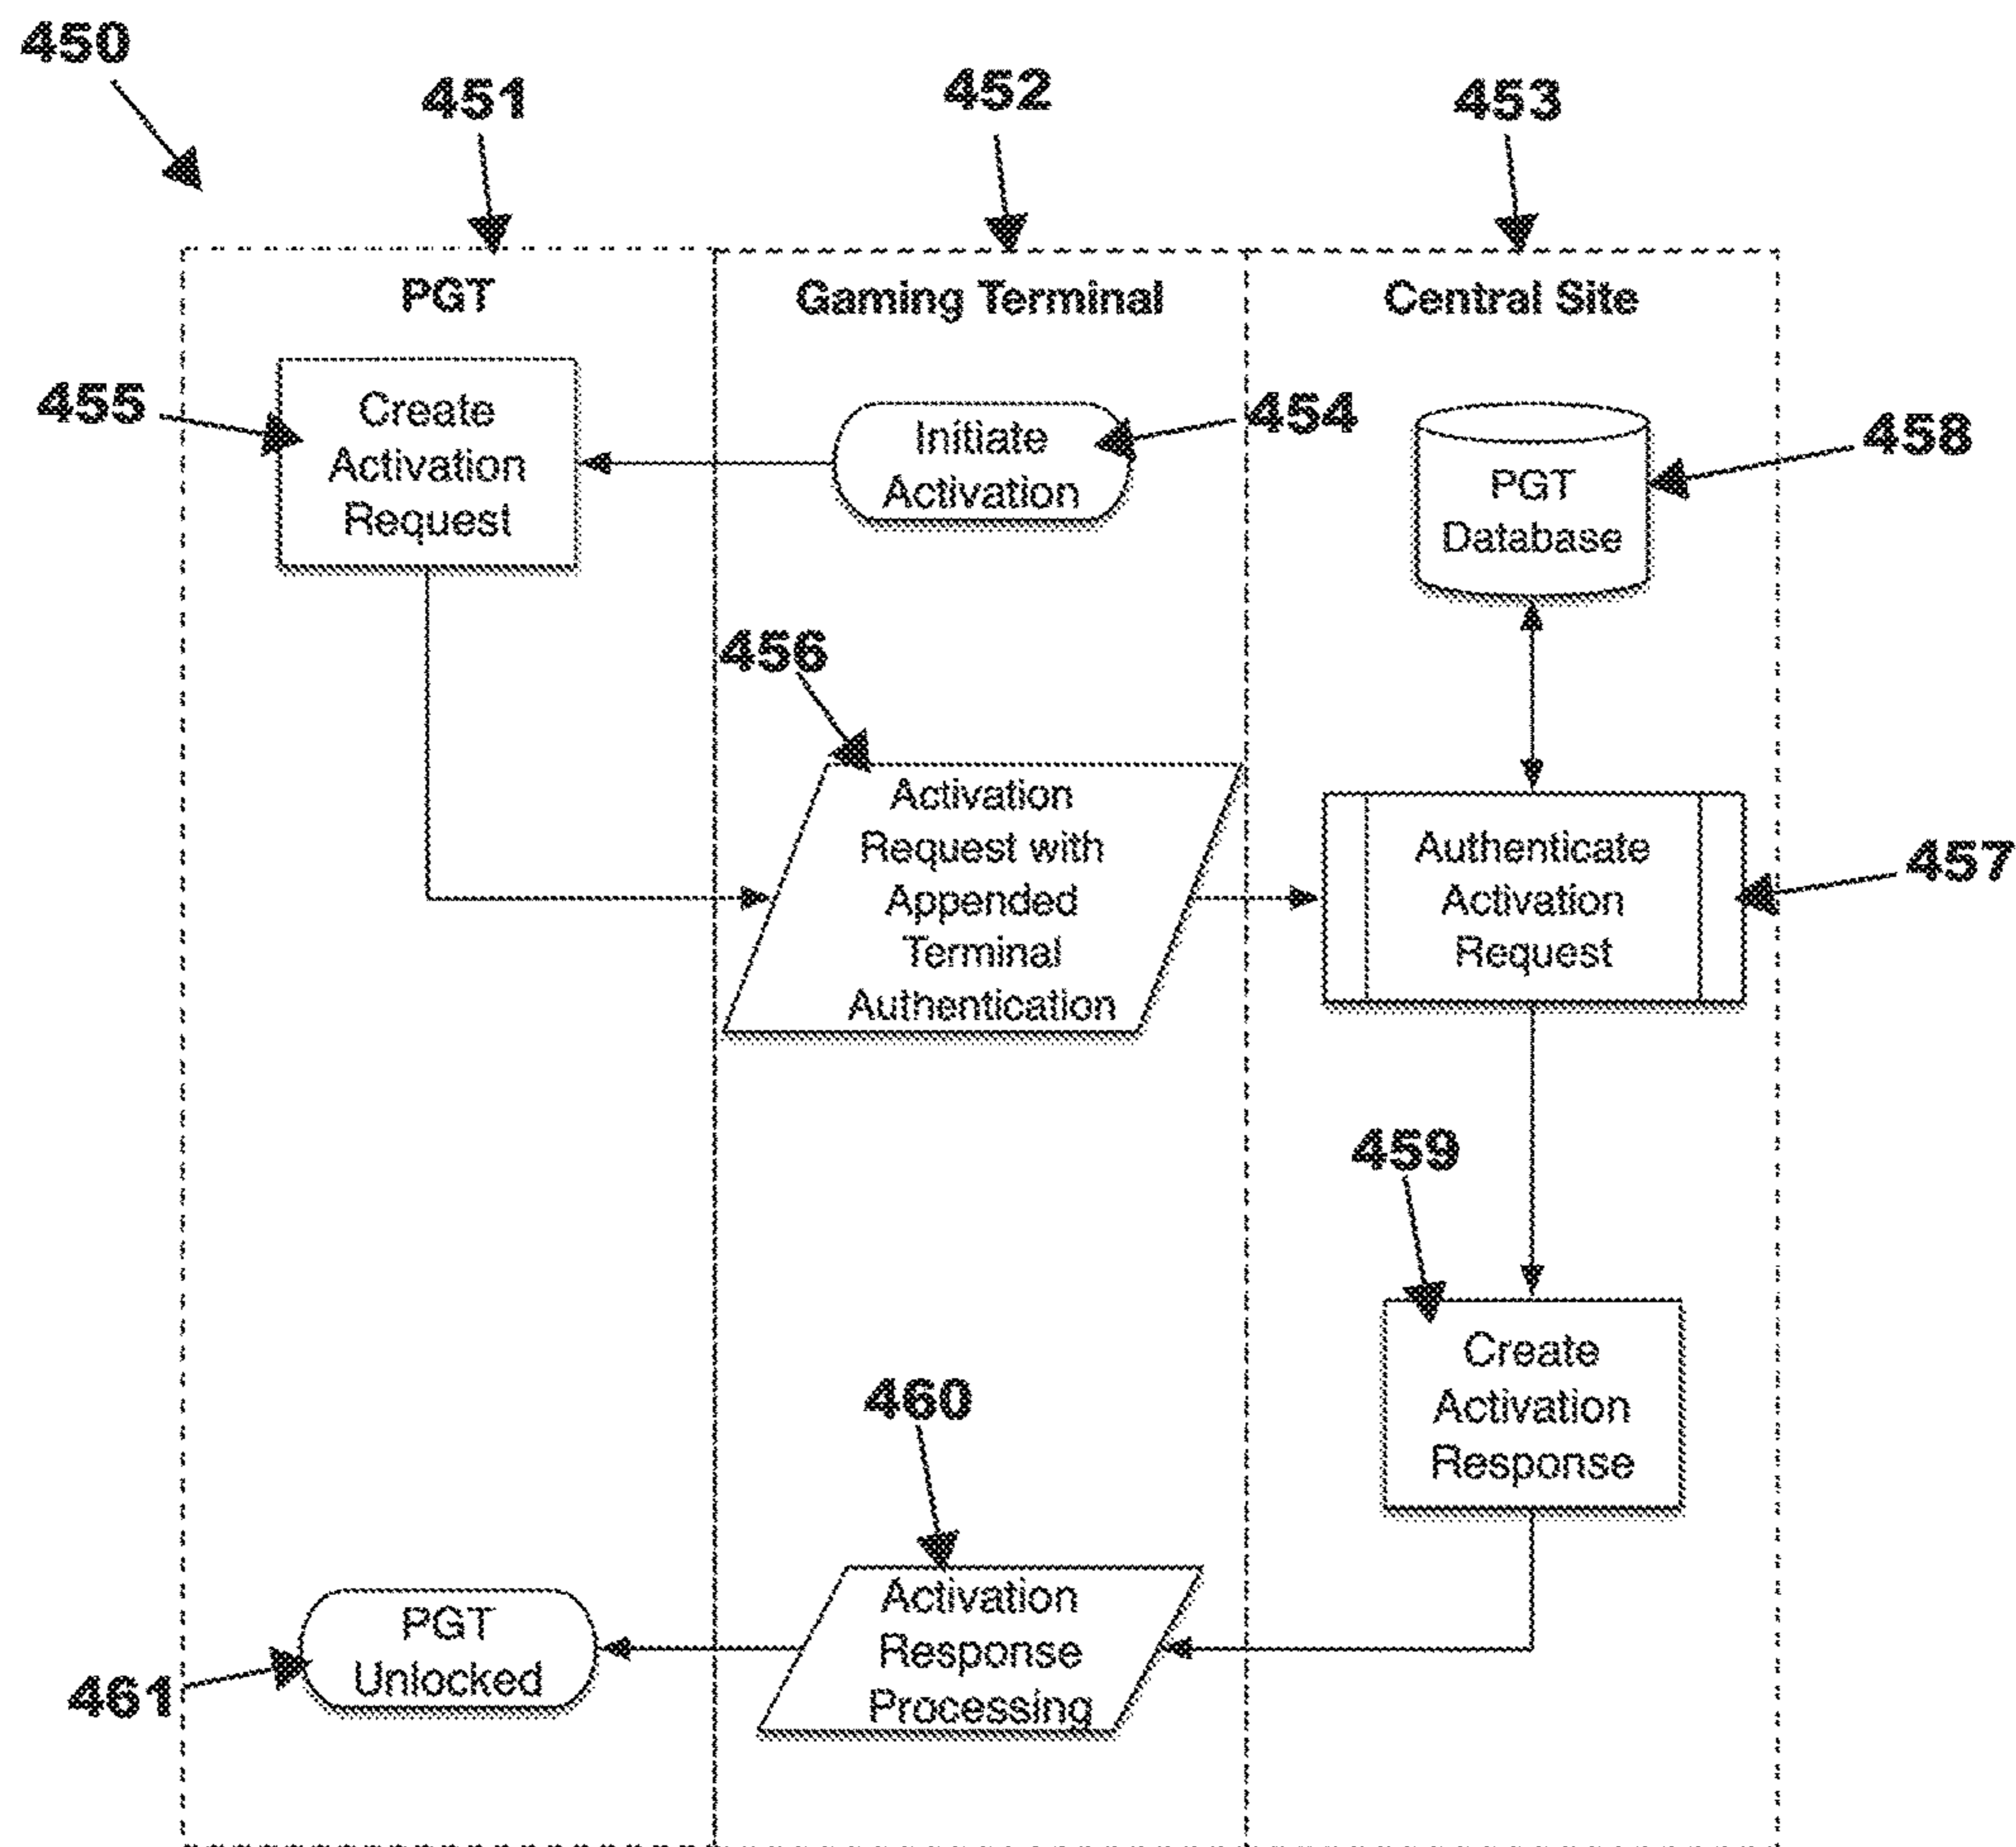 450
451
452
453
PGT
Gaming Terminal
Central Site
455
Create
Activation
Request
Initiate
Activation
454
PGT
Database
458
456
Activation
Request with
Appended
Terminal
Authentication
Authenticate
Activation
Request
457
459
Create
Activation
Response
460
Activation
Response
Processing
PGT
Unlocked
461